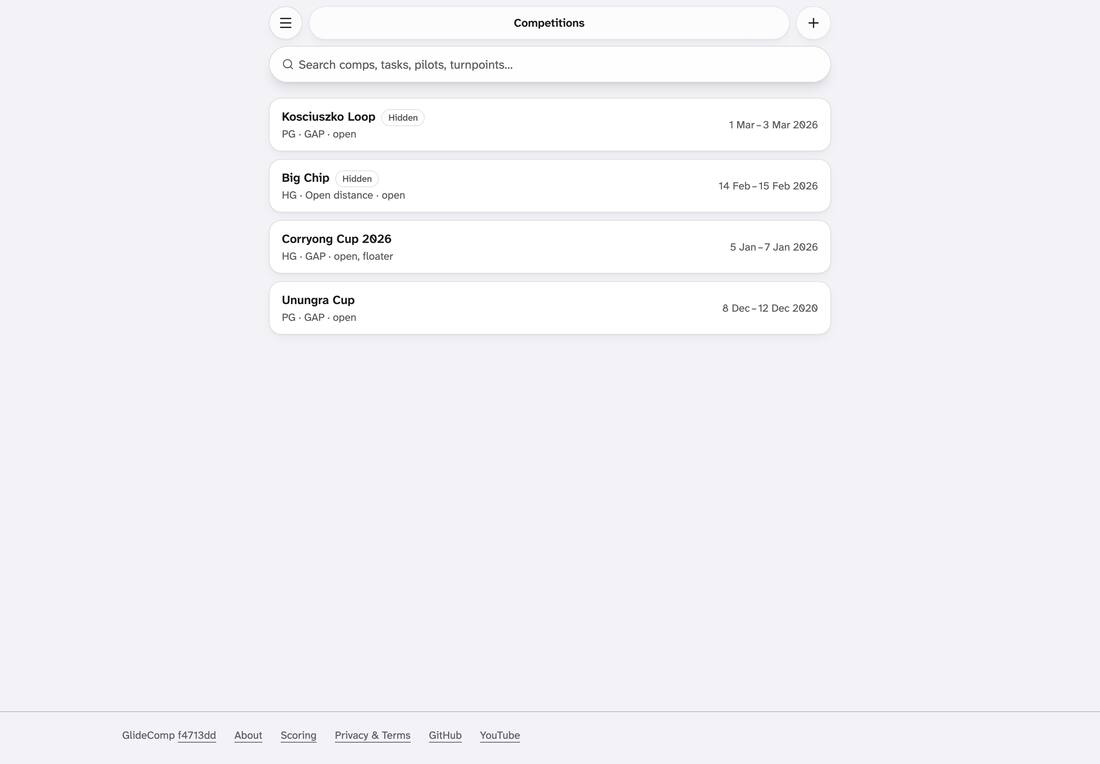 Competitions
Search comps, tasks, pilots, turnpoints...
Kosciuszko Loop Hidden
PG · GAP · open
1 Mar – 3 Mar 2026
Big Chip Hidden
HG · Open distance · open
14 Feb – 15 Feb 2026
Corryong Cup 2026
HG · GAP · open, floater
5 Jan – 7 Jan 2026
Unungra Cup
PG · GAP · open
8 Dec – 12 Dec 2020
GlideComp f4713dd About Scoring Privacy & Terms GitHub YouTube